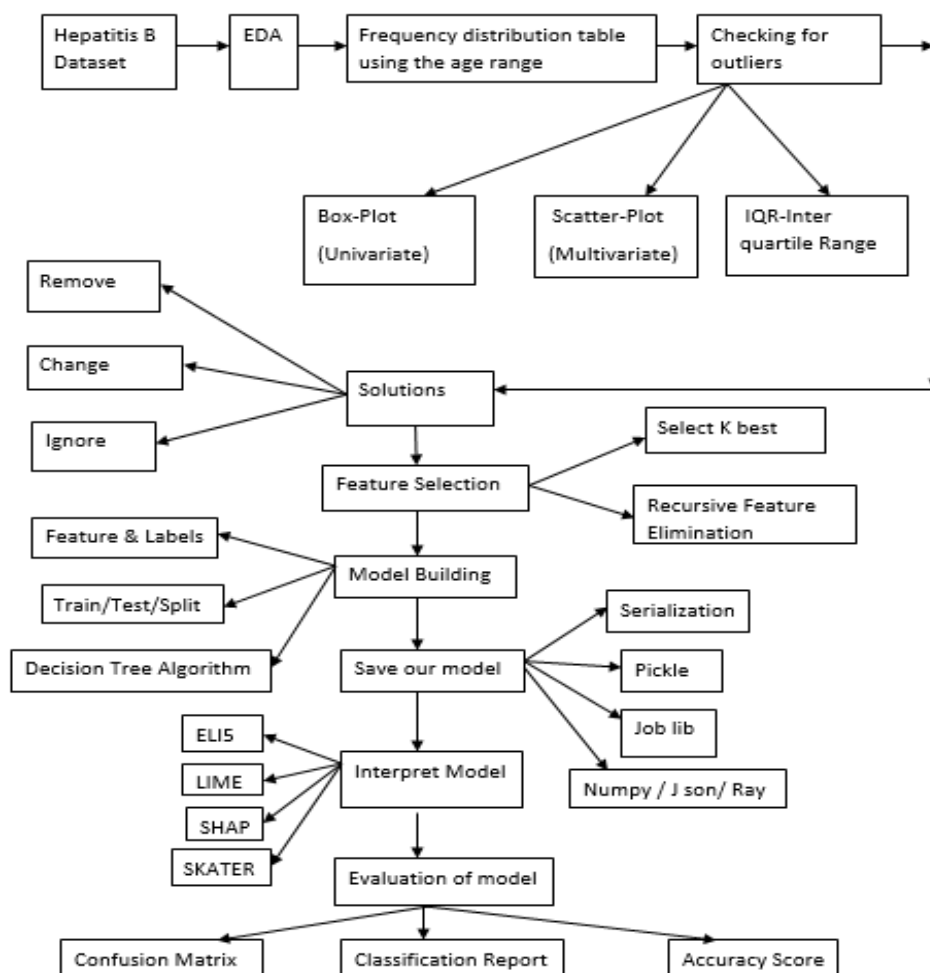 Hepatitis B
Dataset
EDA
Frequency distribution table
using the age range
Checking for
outliers
Box-Plot
(Univariate)
Scatter-Plot
(Multivariate)
IQR-Inter
quartile Range
Remove
Change
Ignore
Solutions
Select K best
Feature Selection
Recursive Feature
Elimination
Feature & Labels
Model Building
Train/Test/Split
Serialization
Decision Tree Algorithm
Save our model
Pickle
Job lib
ELI5
Interpret Model
LIME
Numpy / J son/ Ray
SHAP
SKATER
Evaluation of model
Confusion Matrix
Classification Report
Accuracy Score